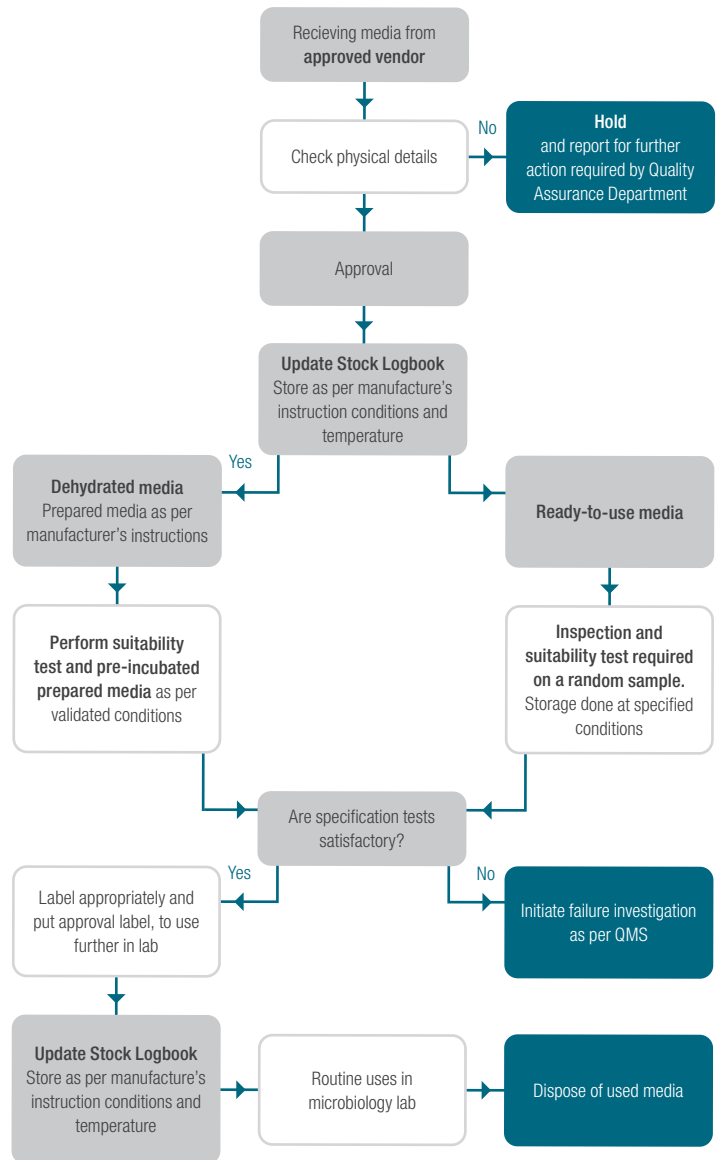 Recieving media from
approved vendor
Check physical details
No
Hold
and report for further
action required by Quality
Assurance Department
Approval
Update Stock Logbook
Store as per manufacture's
instruction conditions and
temperature
Yes
Dehydrated media
Prepared media as per
manufacturer's instructions
Ready-to-use media
Perform suitability
test and pre-incubated
prepared media as per
validated conditions
Inspection and
suitability test required
on a random sample.
Storage done at specified
conditions
Are specification tests
satisfactory?
Yes
No
Label appropriately and
put approval label, to use
further in lab
Initiate failure investigation
as per QMS
Update Stock Logbook
Store as per manufacture's
instruction conditions and
temperature
Routine uses in
microbiology lab
Dispose of used media